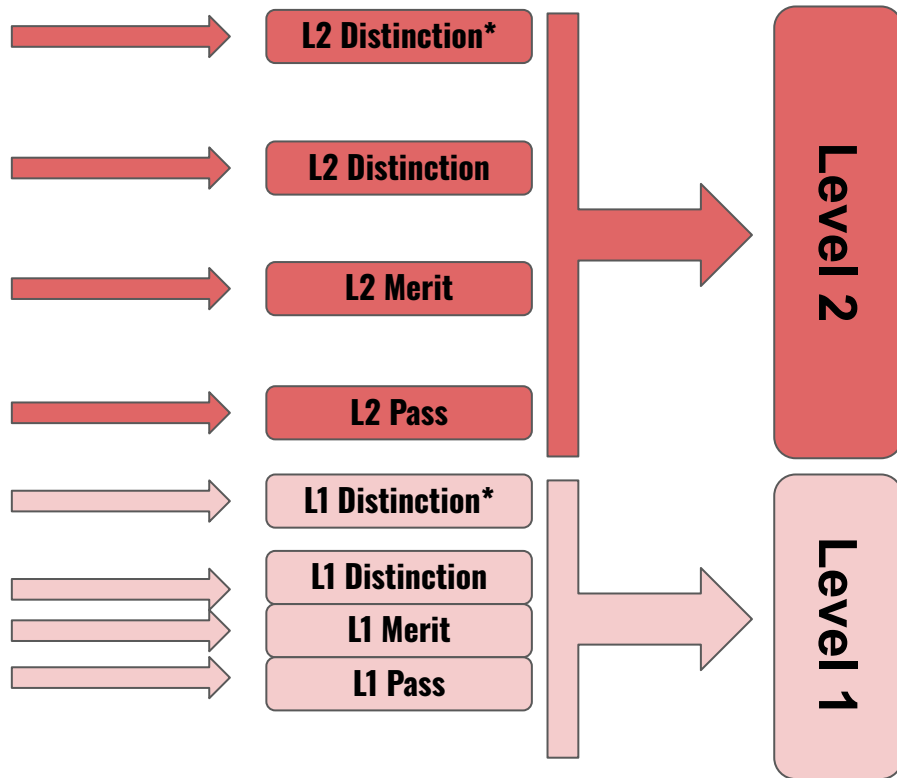 L2 Distinction*
L2 Distinction
L2 Merit
L2 Pass
Level 2
L1 Distinction*
L1 Distinction
L1 Merit
L1 Pass
Level 1